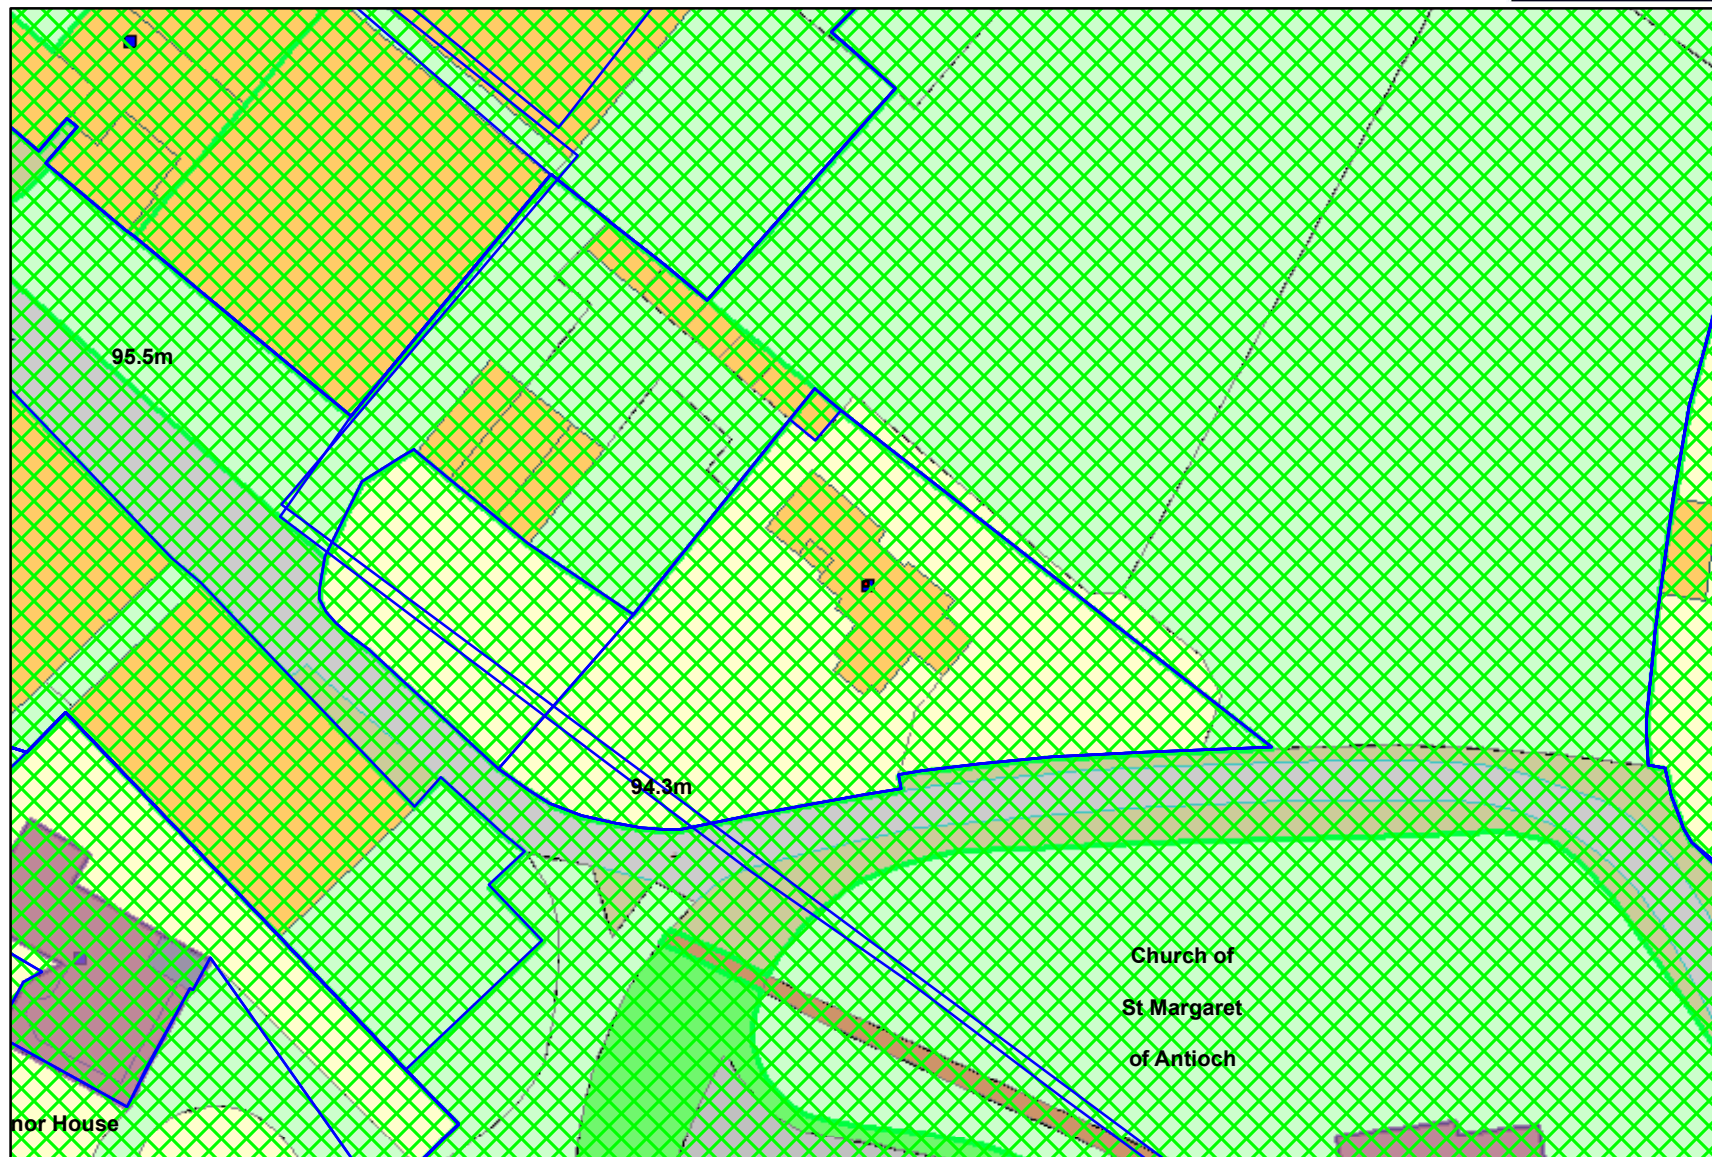 95.5m
94.3m
Church of
St Margaret
of Antioch
nor House